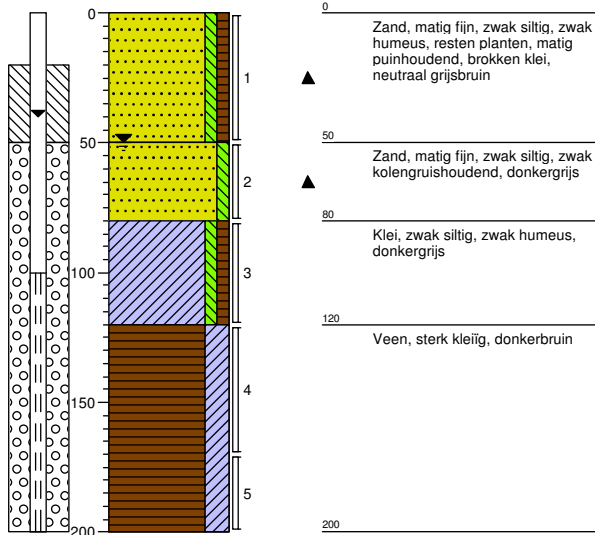 0
50
100
150
200
1
2
3
4
5
0
Zand, matig fijn, zwak siltig, zwak
humeus, resten planten, matig
puinhoudend, brokken klei,
neutraal grijsbruin
50
Zand, matig fijn, zwak siltig, zwak
kolengruishoudend, donkergrijs
80
Klei, zwak siltig, zwak humeus,
donkergrijs
120
Veen, sterk kleiïg, donkerbruin
200